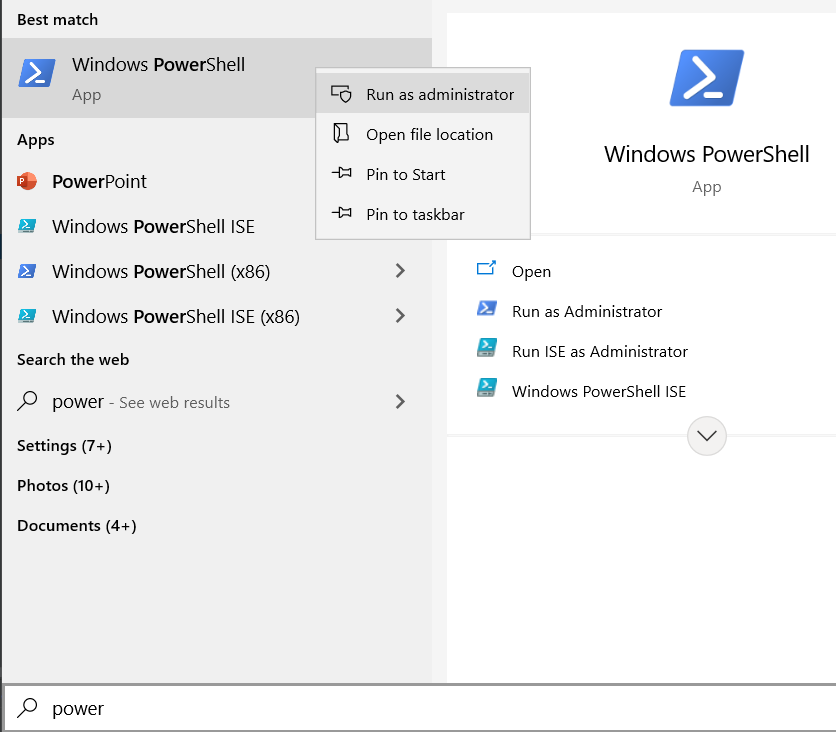 Best match
Windows PowerShell
App
Run as administrator
Open file location
Pin to Start
Pin to taskbar
Apps
PowerPoint
Windows PowerShell ISE
Windows PowerShell (x86)
Windows PowerShell ISE (x86)
Search the web
power - See web results
Settings (7+)
Photos (10+)
Documents (4+)
Windows PowerShell
App
Open
Run as Administrator
Run ISE as Administrator
Windows PowerShell ISE
power